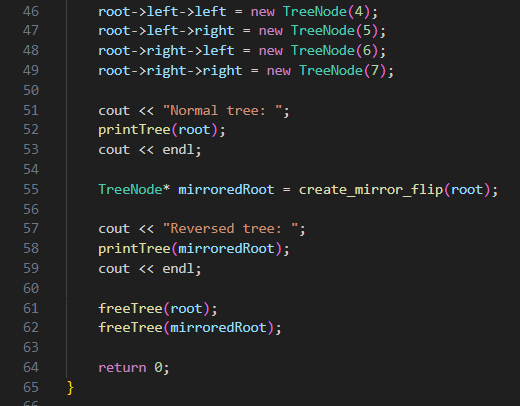 46 root->left->left = new TreeNode(4);
47 root->left->right = new TreeNode(5);
48 root->right->left = new TreeNode(6);
49 root->right->right = new TreeNode(7);
50
51 cout << "Normal tree: ";
52 printTree(root);
53 cout << endl;
54
55 TreeNode* mirroredRoot = create_mirror_flip(root);
56
57 cout << "Reversed tree: ";
58 printTree(mirroredRoot);
59 cout << endl;
60
61 freeTree(root);
62 freeTree(mirroredRoot);
63
64 return 0;
65 }
66